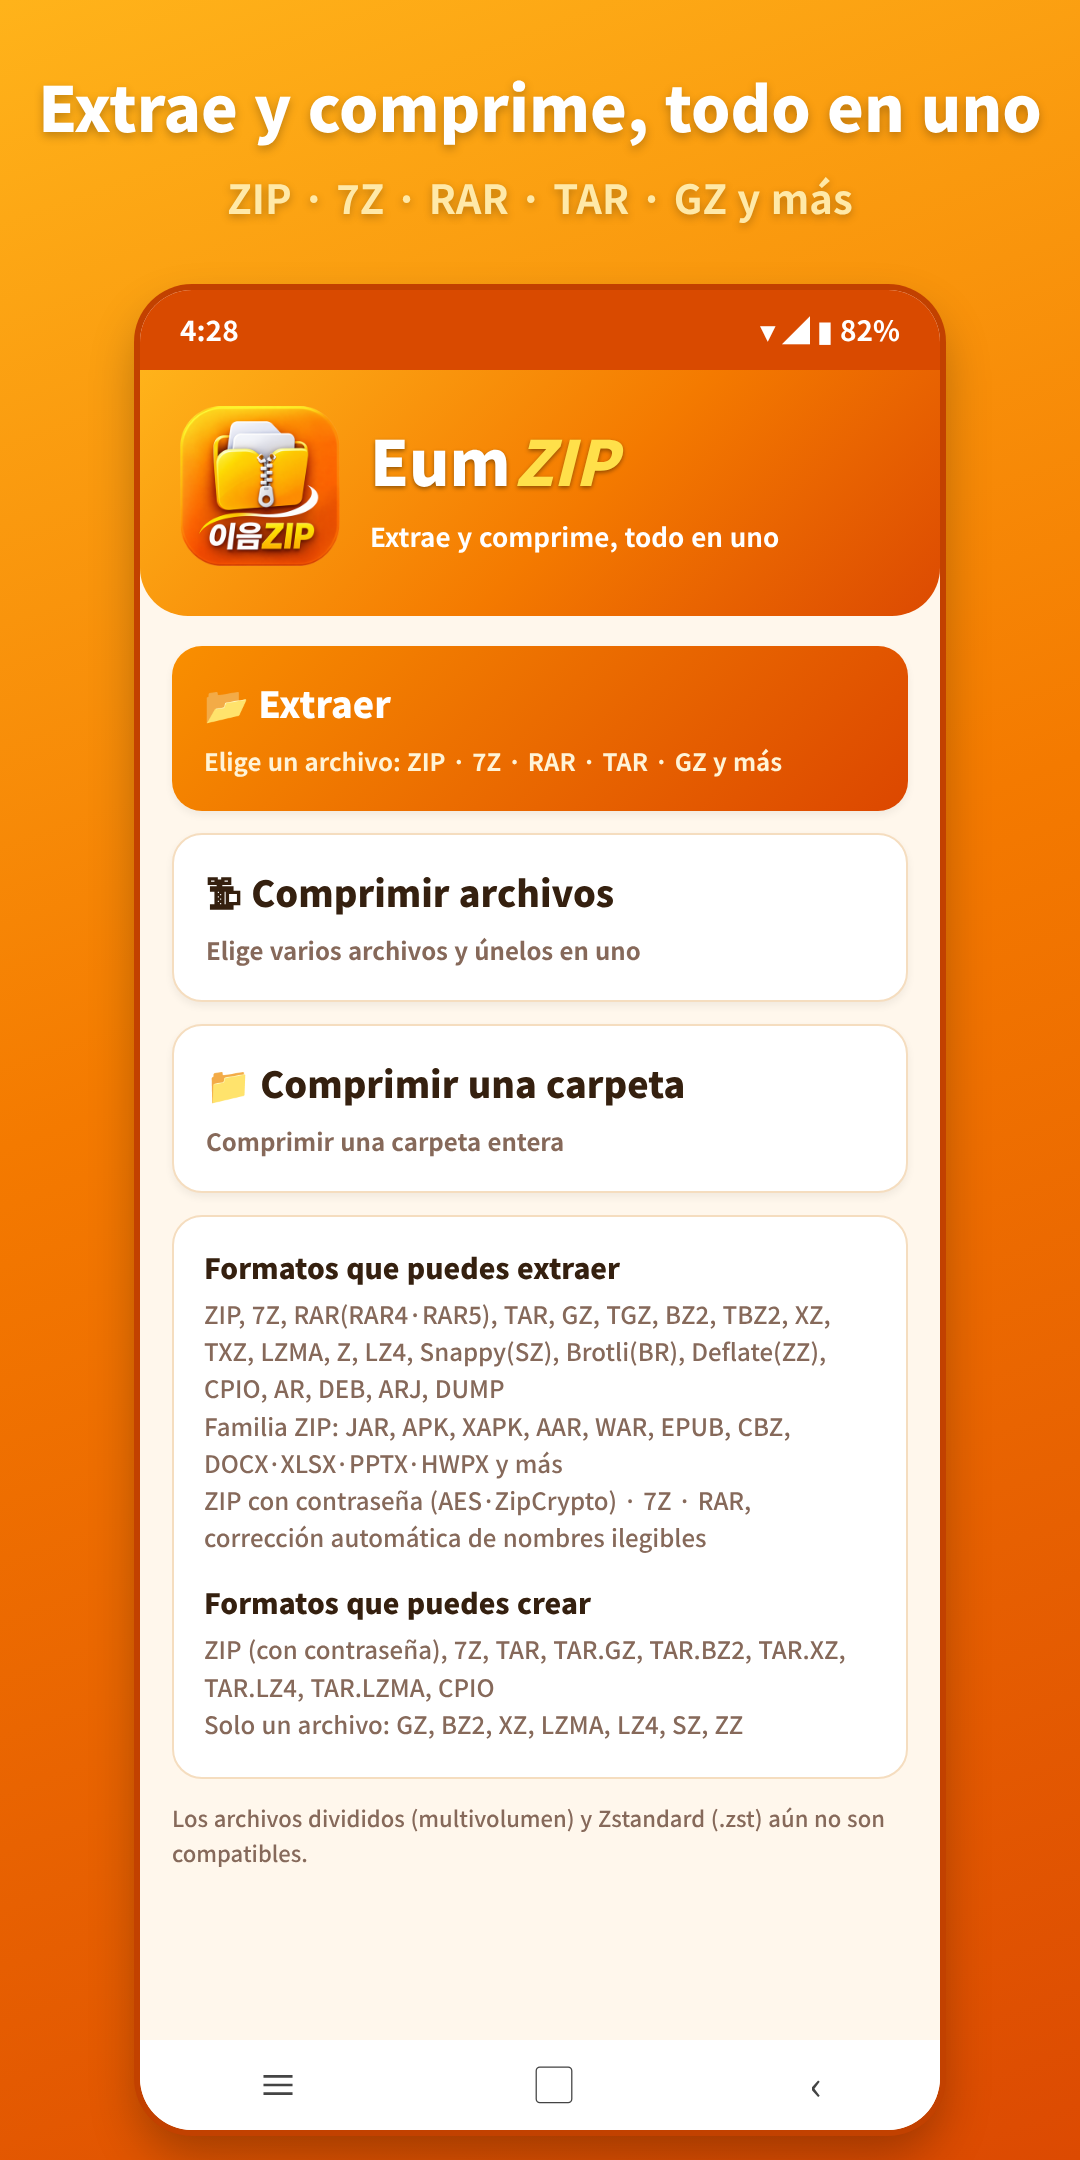 Extrae y comprime, todo en uno
ZIP · 7Z · RAR · TAR · GZ y más
4:28
82%
이음ZIP
EumZIP
Extrae y comprime, todo en uno
Extraer
Elige un archivo: ZIP · 7Z · RAR · TAR · GZ y más
Comprimir archivos
Elige varios archivos y únelos en uno
Comprimir una carpeta
Comprimir una carpeta entera
Formatos que puedes extraer
ZIP, 7Z, RAR(RAR4·RAR5), TAR, GZ, TGZ, BZ2, TBZ2, XZ,
TXZ, LZMA, Z, LZ4, Snappy(SZ), Brotli(BR), Deflate(ZZ),
CPIO, AR, DEB, ARJ, DUMP
Familia ZIP: JAR, APK, XAPK, AAR, WAR, EPUB, CBZ,
DOCX·XLSX·PPTX·HWPX y más
ZIP con contraseña (AES·ZipCrypto) · 7Z · RAR,
corrección automática de nombres ilegibles
Formatos que puedes crear
ZIP (con contraseña), 7Z, TAR, TAR.GZ, TAR.BZ2, TAR.XZ,
TAR.LZ4, TAR.LZMA, CPIO
Solo un archivo: GZ, BZ2, XZ, LZMA, LZ4, SZ, ZZ
Los archivos divididos (multivolumen) y Zstandard (.zst) aún no son
compatibles.